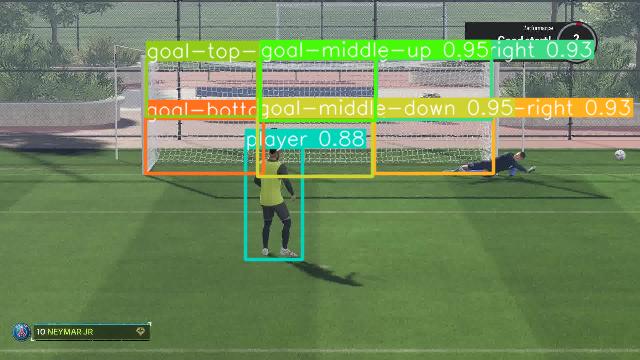 Performance
goal-top- goal-middle-up 0.95 right 0.93
goal-botto goal-middle-down 0.95 -right 0.93
player 0.88
10 NEYMAR JR